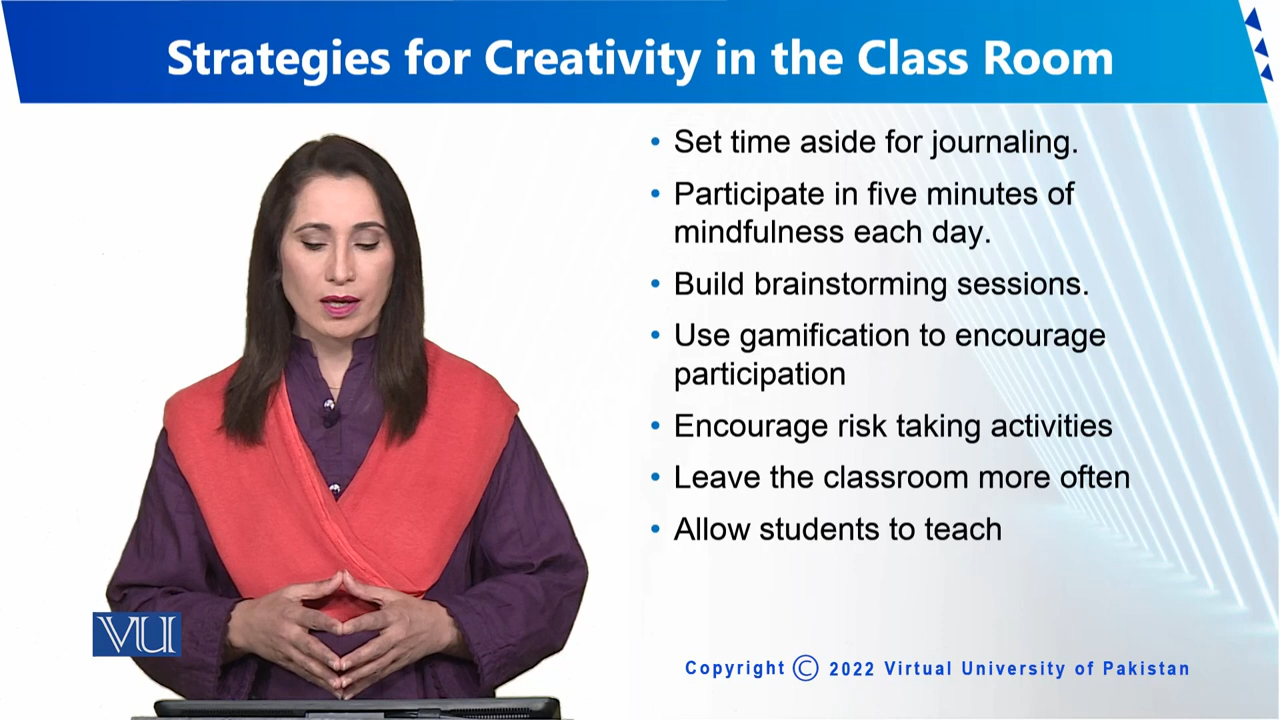 Strategies for Creativity in the Class Room
• Set time aside for journaling.
• Participate in five minutes of
mindfulness each day.
• Build brainstorming sessions.
• Use gamification to encourage
participation
• Encourage risk taking activities
• Leave the classroom more often
• Allow students to teach
VU
Copyright © 2022 Virtual University of Pakistan